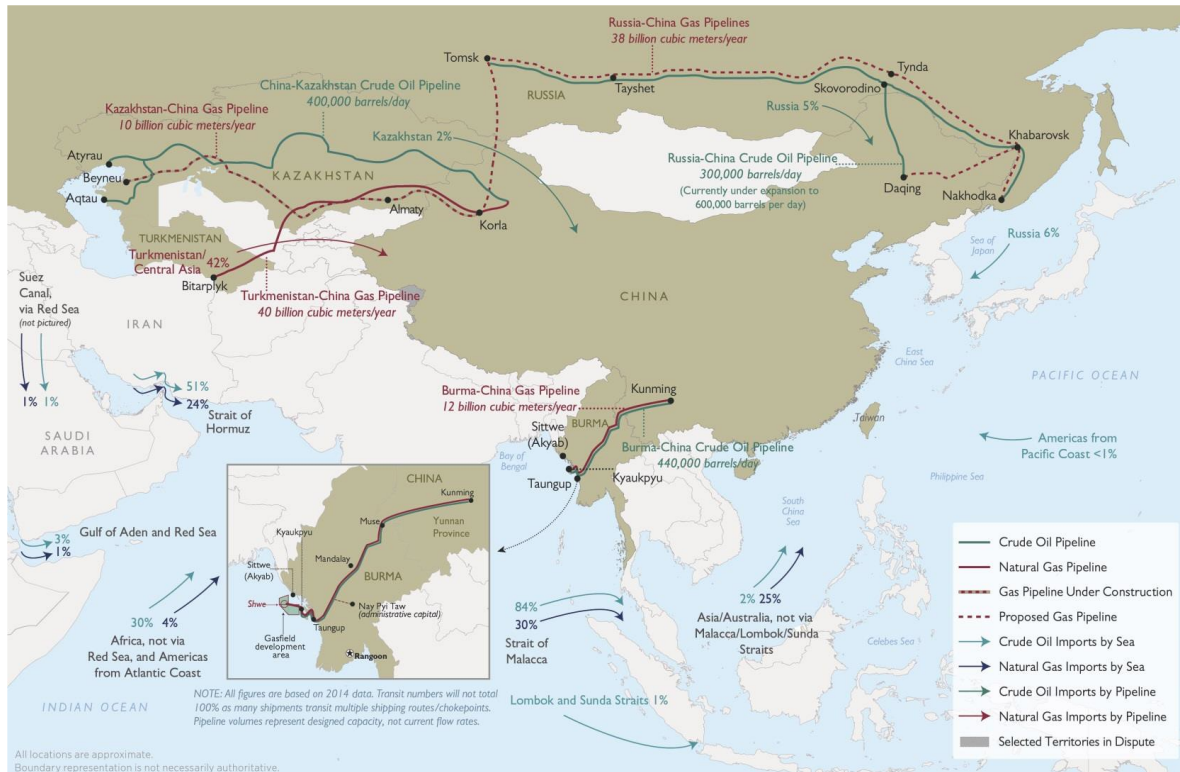 Russia-China Gas Pipelines
38 billion cubic meters/year
Tomsk
Tynda
Tayshet
Skovorodino
RUSSIA
China-Kazakhstan Crude Oil Pipeline
400,000 barrels/day
Kazakhstan-China Gas Pipeline
10 billion cubic meters/year
Kazakhstan 2%
Russia 5%
Khabarovsk
Atyrau
Beyneu
Aqtau
KAZAKHSTAN
Almaty
Korla
Russia-China Crude Oil Pipeline
300,000 barrels/day
(Currently under expansion to
600,000 barrels per day)
Daqing
Nakhodka
Sea of
Japan
Russia 6%
TURKMENISTAN
Turkmenistan/
Central Asia
42%
Bitarplyk
Turkmenistan-China Gas Pipeline
40 billion cubic meters/year
CHINA
Suez
Canal,
via Red Sea
(not pictured)
IRAN
1%
1%
51%
24%
Strait of
Hormuz
SAUDI
ARABIA
East
China Sea
PACIFIC OCEAN
Burma-China Gas Pipeline
12 billion cubic meters/year
Kunming
BURMA
Sittwe
(Akyab)
Bay of
Bengal
Taungup
Burma-China Crude Oil Pipeline
440,000 barrels/day
Kyaukpyu
Taiwan
Americas from
Pacific Coast <1%
Philippine Sea
South
China
Sea
Gulf of Aden and Red Sea
3%
1%
30%
4%
Africa, not via
Red Sea, and Americas
from Atlantic Coast
CHINA
Kunming
Kyaukpyu
Muse
Yunnan
Province
Sittwe
(Akyab)
Mandalay
BURMA
Shwe
Nay Pyi Taw
(administrative capital)
Taungup
Gasfield
development
area
Rangoon
84%
30%
Strait of
Malacca
2%
25%
Asia/Australia, not via
Malacca/Lombok/Sunda
Straits
Celebes Sea
Lombok and Sunda Straits 1%
INDIAN OCEAN
NOTE: All figures are based on 2014 data. Transit numbers will not total
100% as many shipments transit multiple shipping routes/chokepoints.
Pipeline volumes represent designed capacity, not current flow rates.
Crude Oil Pipeline
Natural Gas Pipeline
Gas Pipeline Under Construction
Proposed Gas Pipeline
Crude Oil Imports by Sea
Natural Gas Imports by Sea
Crude Oil Imports by Pipeline
Natural Gas Imports by Pipeline
Selected Territories in Dispute
All locations are approximate.
Boundary representation is not necessarily authoritative.